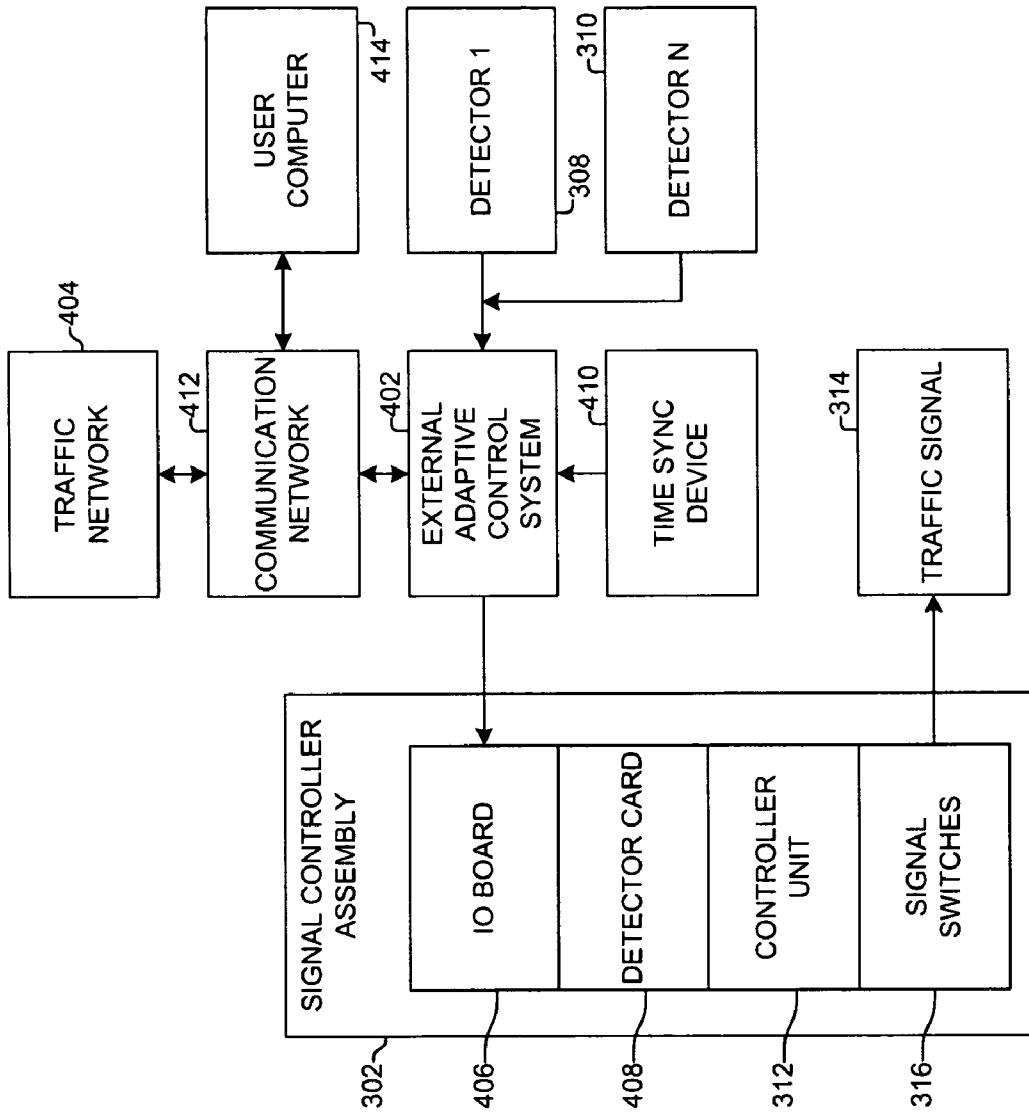 TRAFFIC
NETWORK
404
COMMUNICATION
NETWORK
412
USER
COMPUTER
414
EXTERNAL
ADAPTIVE
CONTROL
SYSTEM
402
DETECTOR 1
308
TIME SYNC
DEVICE
410
DETECTOR N
310
TRAFFIC SIGNAL
314
SIGNAL CONTROLLER
ASSEMBLY
302
IO BOARD
406
DETECTOR CARD
408
CONTROLLER
UNIT
312
SIGNAL
SWITCHES
316